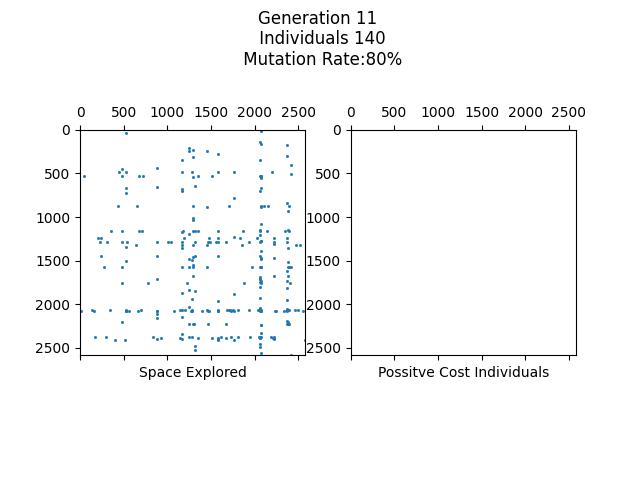 Generation 11
Individuals 140
Mutation Rate:80%
0 500 1000 1500 2000 2500
0 500 1000 1500 2000 2500
0
500
1000
1500
2000
2500
0
500
1000
1500
2000
2500
Space Explored
Possitve Cost Individuals